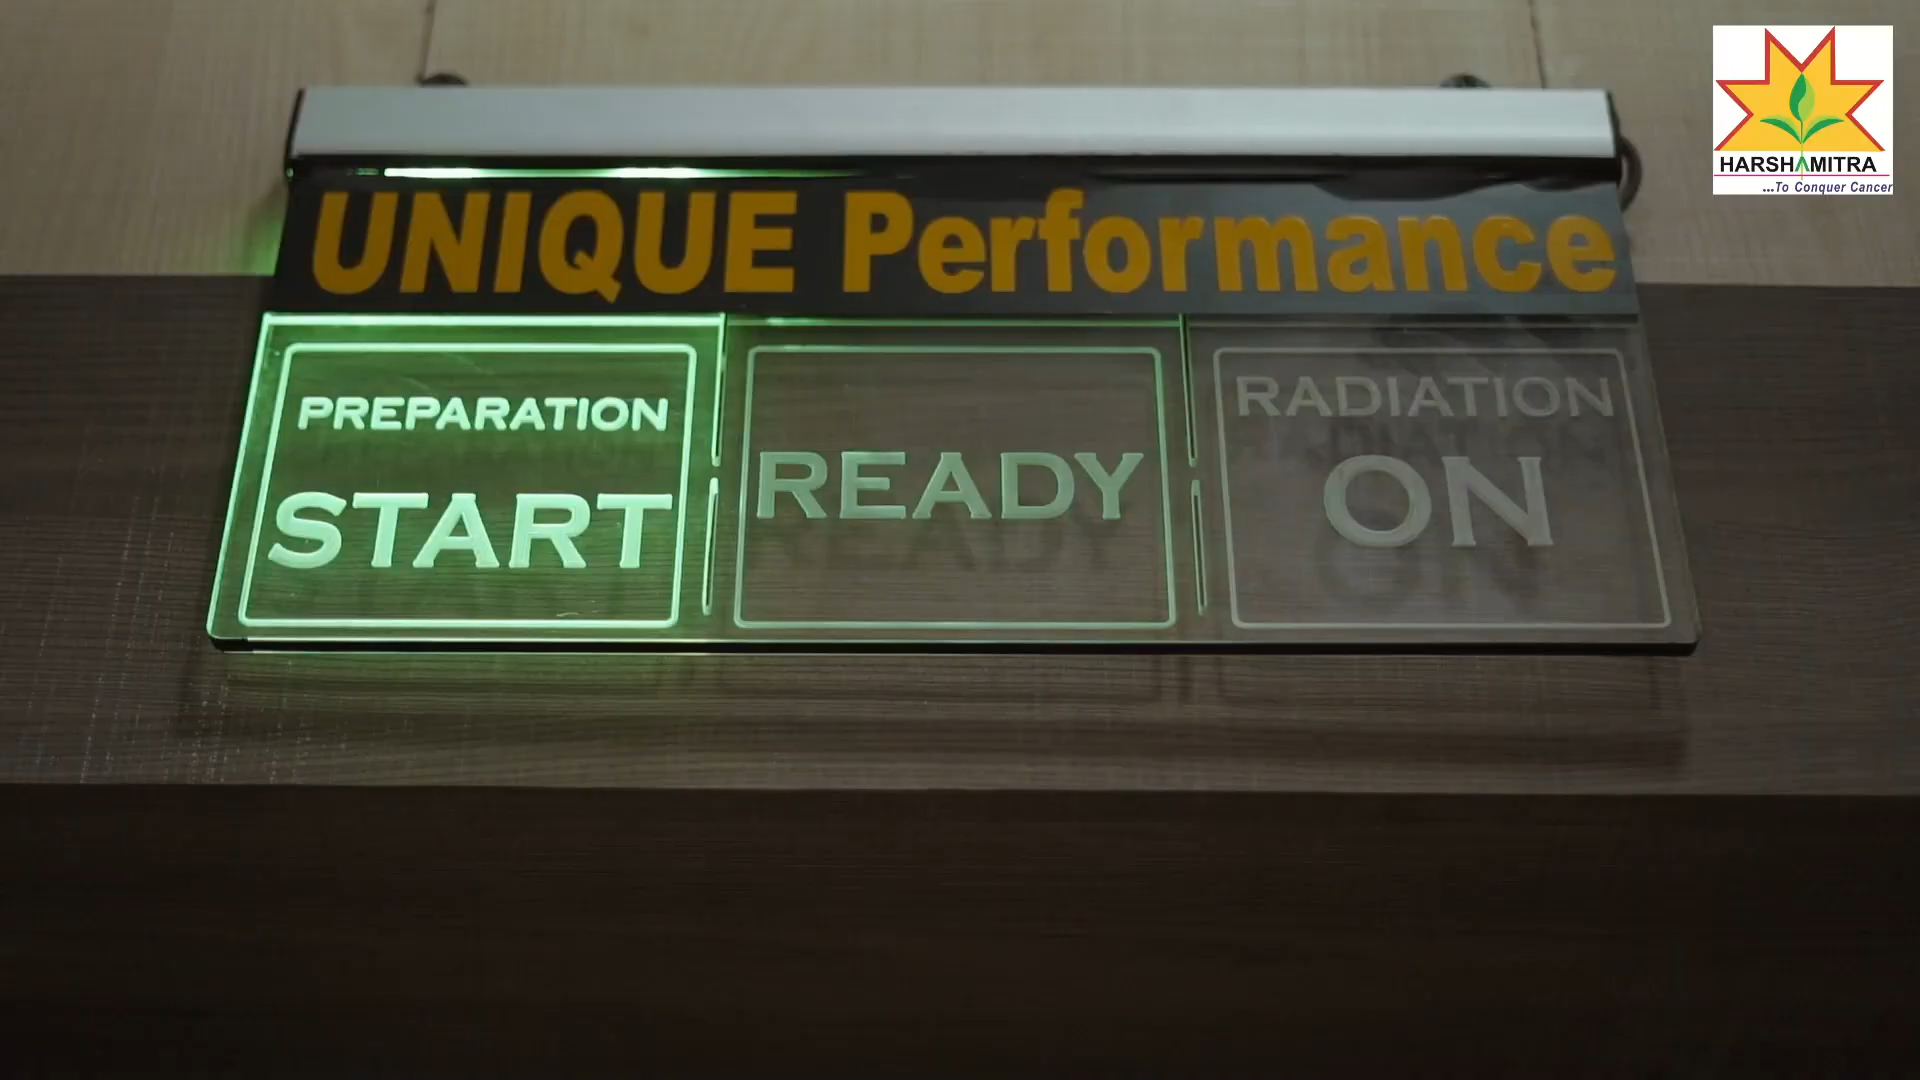 UNIQUE Performance
PREPARATION
START
READY
RADIATION
ON
HARSHAMITRA
...To Conquer Cancer